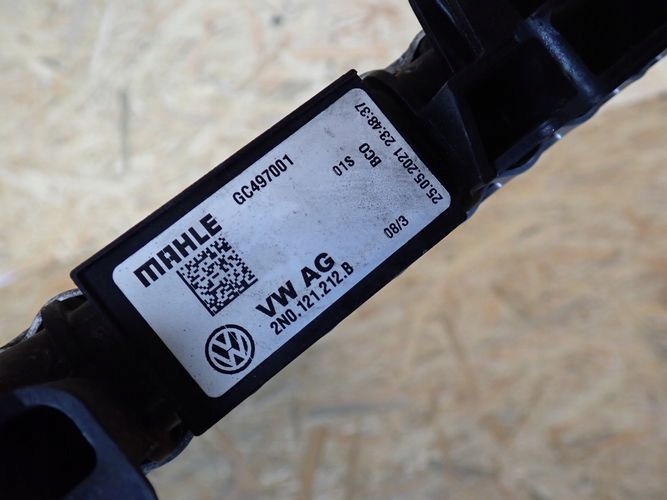 MAHLE
GC497001
01S
BC0
25.05.2021 23:48:37
08/3
VW AG
2N0.121.212.B